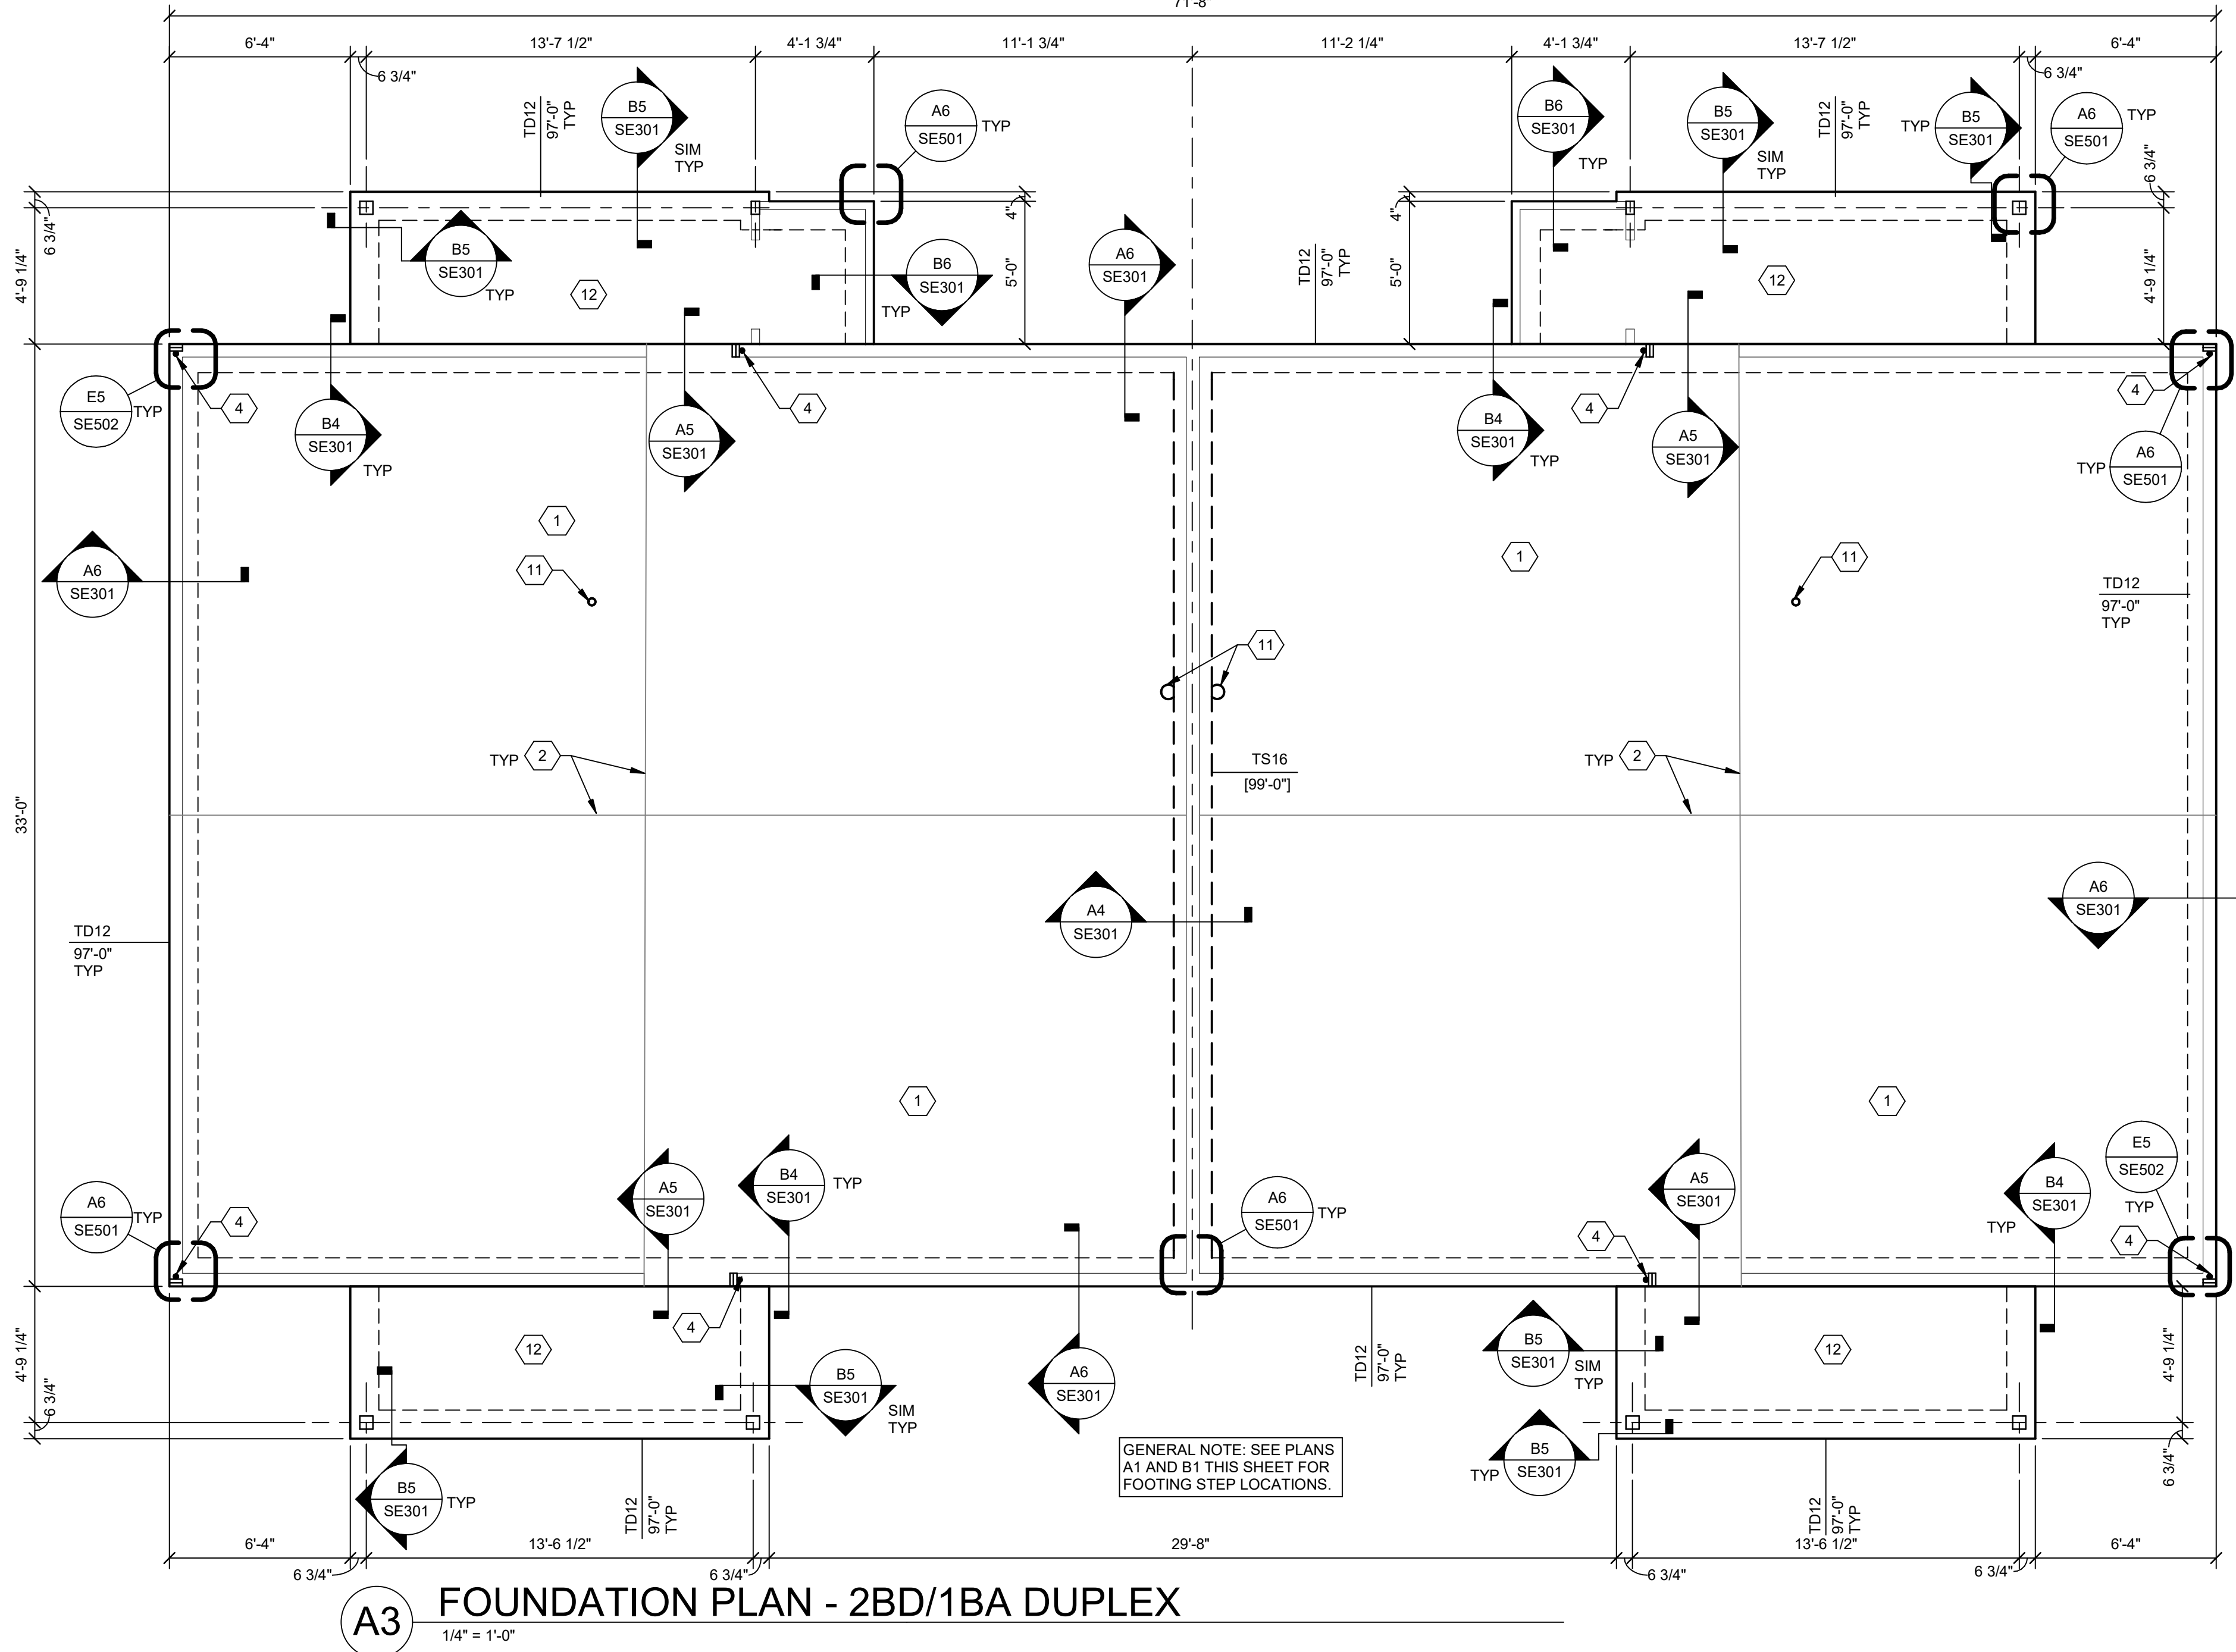 71'-8"
6'-4"
13'-7 1/2"
4'-1 3/4"
11'-1 3/4"
11'-2 1/4"
4'-1 3/4"
13'-7 1/2"
6'-4"
6 3/4"
6 3/4"
TD12
97'-0"
TYP
B5
SE301
SIM
TYP
A6
SE501
TYP
B6
SE301
TYP
B5
SE301
SIM
TYP
TD12
97'-0"
TYP
TYP
B5
SE301
A6
SE501
TYP
6 3/4"
4'-9 1/4"
6 3/4"
4'-9 1/4"
B5
SE301
TYP
12
B6
SE301
TYP
4"
5'-0"
A6
SE301
TD12
97'-0"
TYP
4"
5'-0"
12
E5
SE502
TYP
4
B4
SE301
TYP
A5
SE301
4
B4
SE301
TYP
4
A5
SE301
4
A6
SE501
TYP
1
11
A6
SE301
1
11
TD12
97'-0"
TYP
11
TYP
2
TS16
[99'-0"]
TYP
2
33'-0"
A4
SE301
A6
SE301
TD12
97'-0"
TYP
1
1
A6
SE501
TYP
4
A5
SE301
B4
SE301
TYP
A6
SE501
TYP
4
A5
SE301
B4
SE301
TYP
E5
SE502
TYP
4
4'-9 1/4"
6 3/4"
12
4
B5
SE301
SIM
TYP
A6
SE301
TD12
97'-0"
TYP
B5
SE301
SIM
TYP
12
4'-9 1/4"
6 3/4"
B5
SE301
TYP
TD12
97'-0"
TYP
GENERAL NOTE: SEE PLANS
A1 AND B1 THIS SHEET FOR
FOOTING STEP LOCATIONS.
TYP
B5
SE301
TD12
97'-0"
TYP
6'-4"
13'-6 1/2"
29'-8"
13'-6 1/2"
6'-4"
6 3/4"
6 3/4"
6 3/4"
6 3/4"
A3
FOUNDATION PLAN - 2BD/1BA DUPLEX
1/4" = 1'-0"